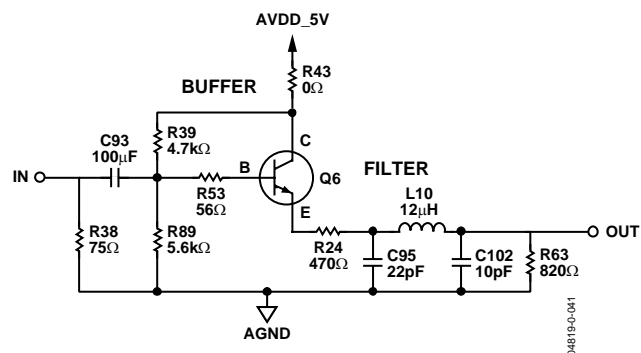 AVDD_5V
R43
0Ω
BUFFER
R39
4.7kΩ
C93
100μF
C
IN
B
Q6
FILTER
L10
12μH
R53
56Ω
E
OUT
R38
75Ω
R89
5.6kΩ
R24
470Ω
C95
22pF
C102
10pF
R63
820Ω
AGND
04819-0-041